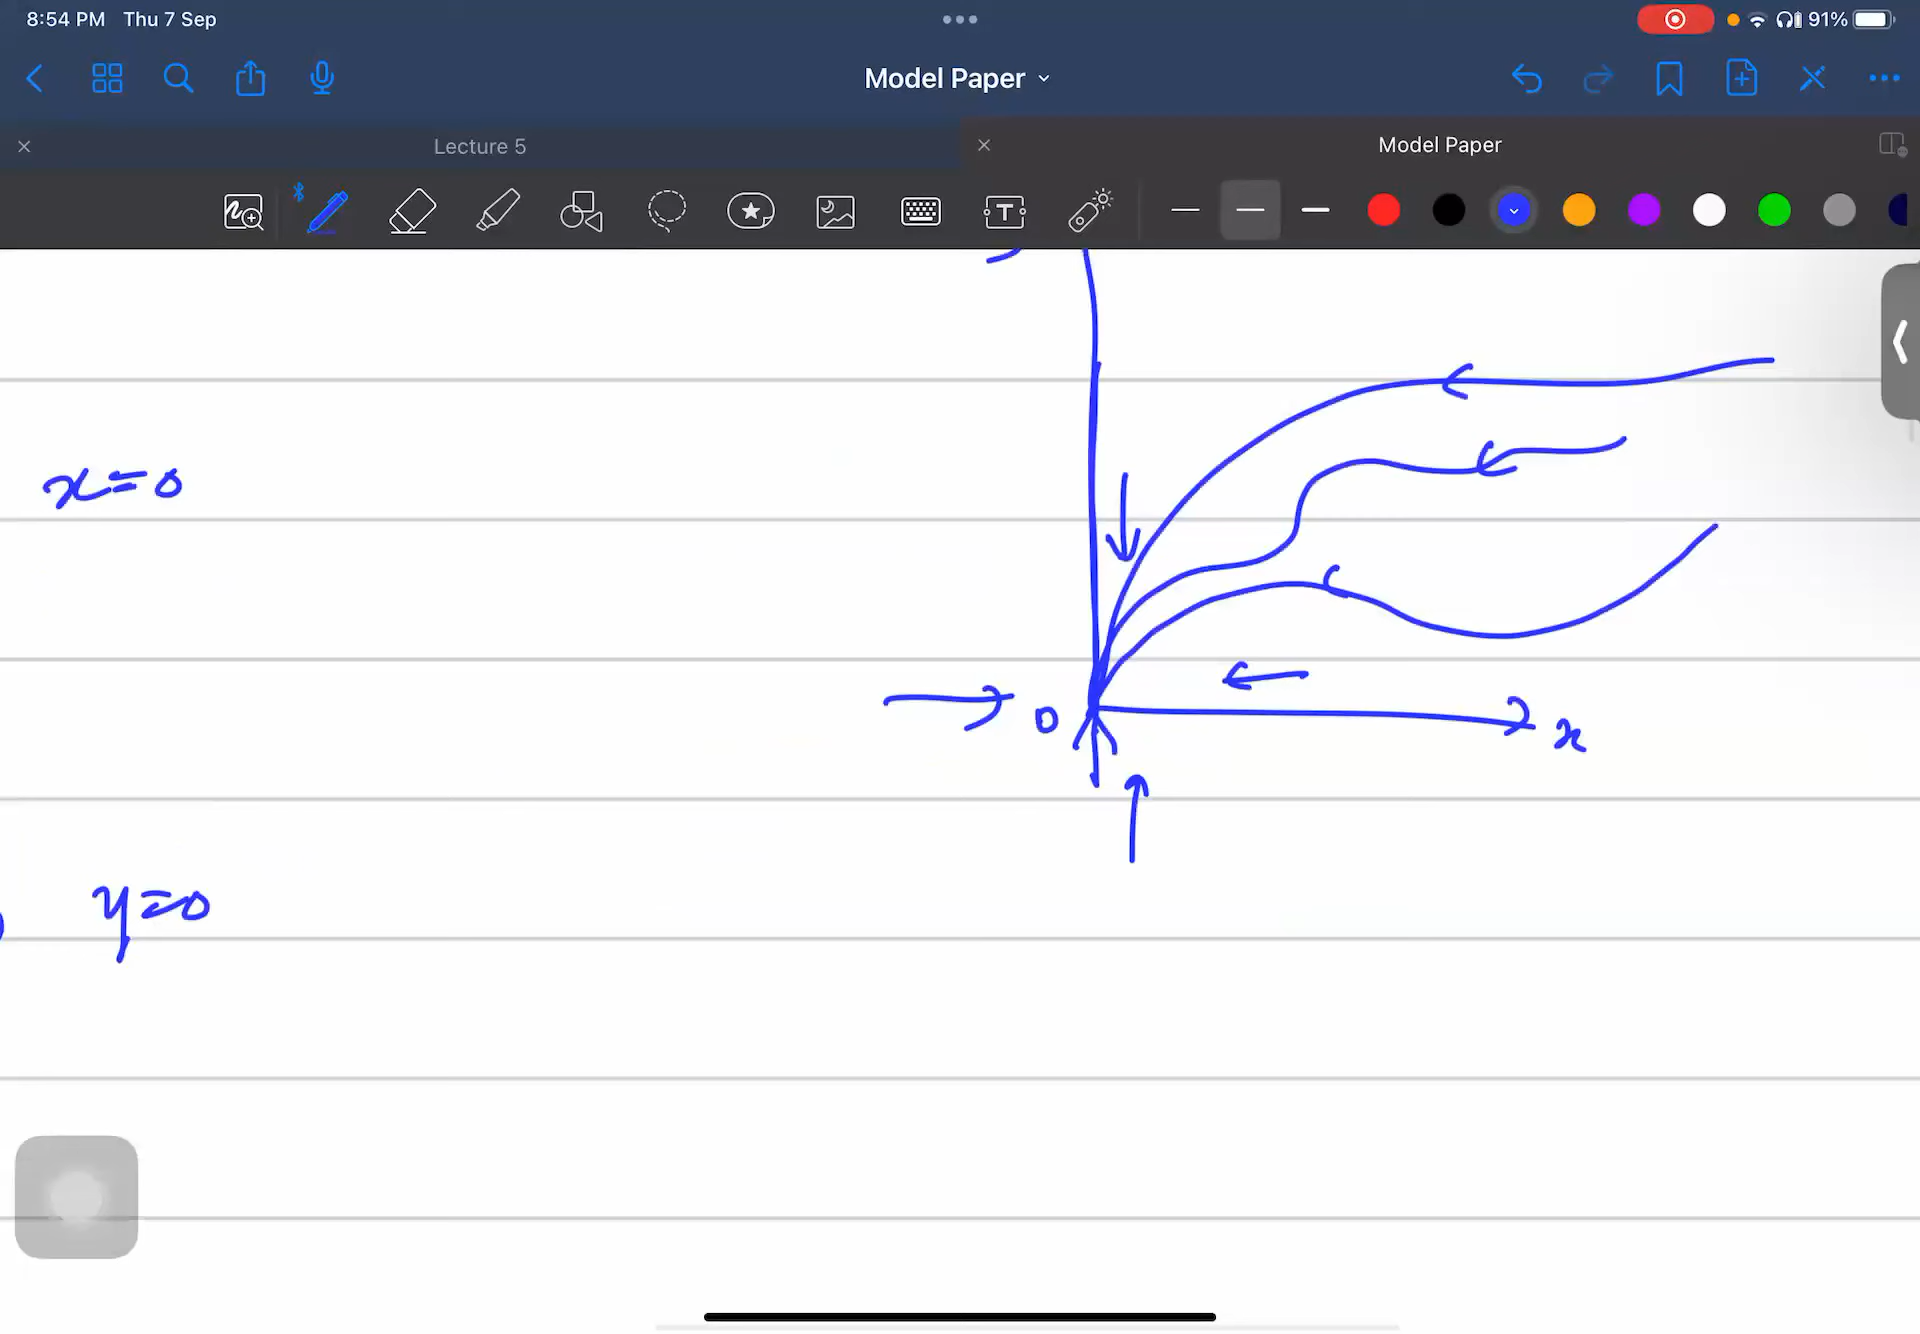 8:54 PM Thu 7 Sep
91%
Model Paper
Lecture 5
Model Paper
T
x=0
0
x
y=0